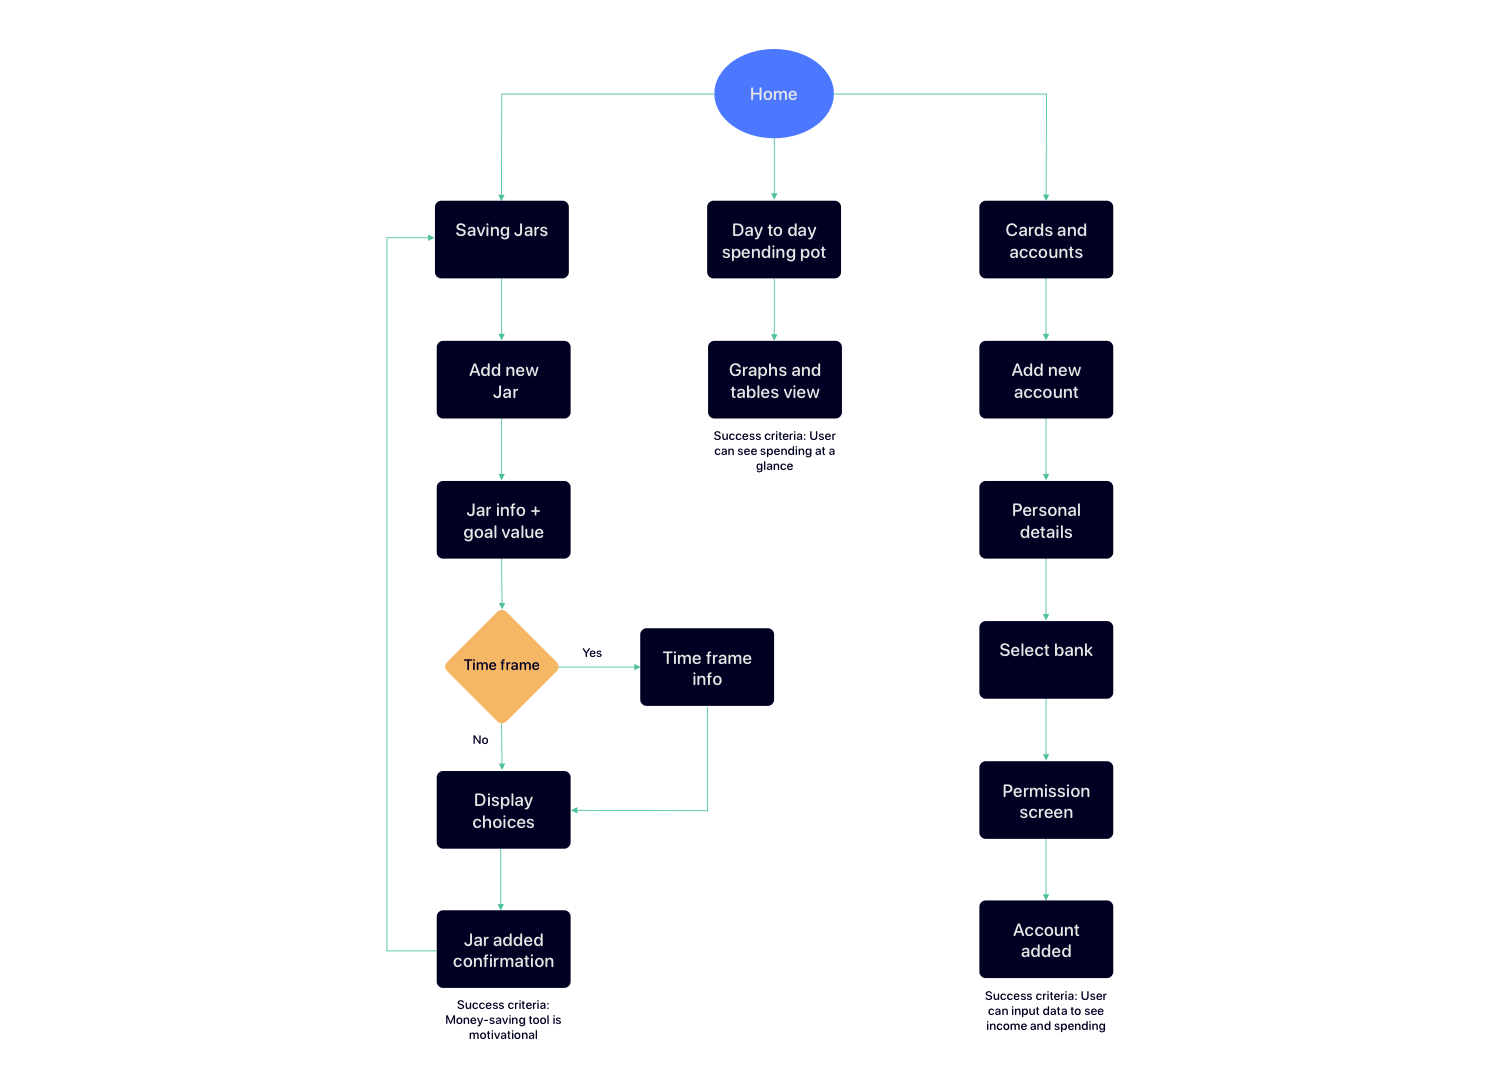 Home
Saving Jars
Day to day
spending pot
Cards and
accounts
Add new
Jar
Graphs and
tables view
Success criteria: User
can see spending at a
glance
Add new
account
Jar info +
goal value
Personal
details
Time frame
Yes
Time frame
info
No
Select bank
Display
choices
Permission
screen
Jar added
confirmation
Success criteria:
Money-saving tool is
motivational
Account
added
Success criteria: User
can input data to see
income and spending